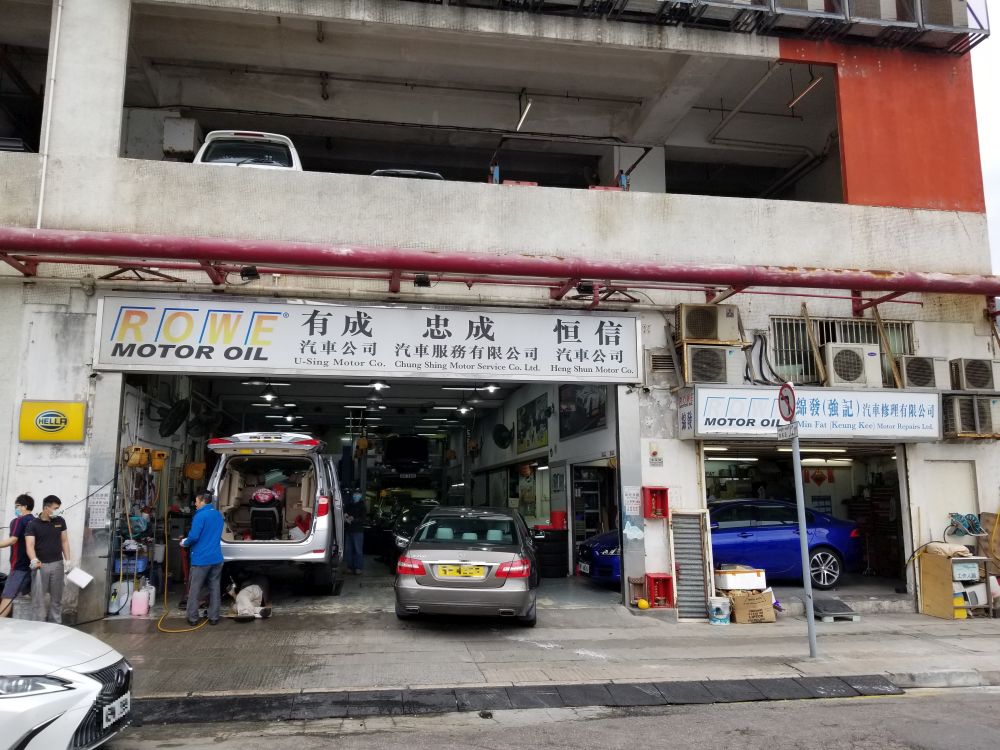 ROWE®
MOTOR OIL
有成
汽車公司
U-Sing Motor Co.
忠成
汽車服務有限公司
Chung Shing Motor Service Co. Ltd.
恒信
汽車公司
Heng Shun Motor Co.
HELLA
錦發
MOTOR OIL
錦發(強記)汽車修理有限公司
Min Fat (Keung Kee) Motor Repairs Ltd.